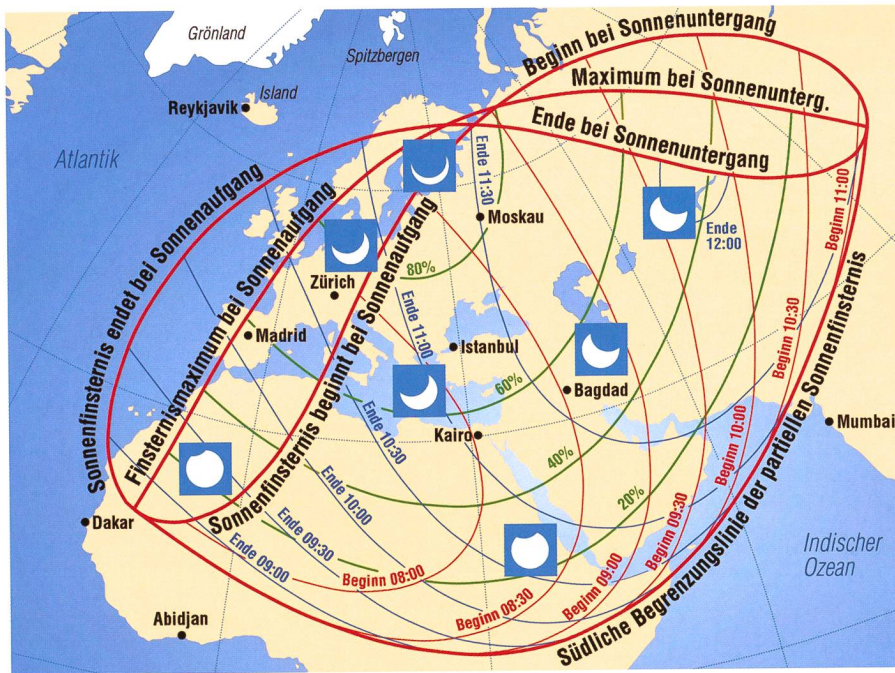 Grönland
Spitzbergen
Beginn bei Sonnenuntergang
Maximum bei Sonnenunterg.
Ende bei Sonnenuntergang
Reykjavik
Island
Atlantik
Sonnenfinsternis endet bei Sonnenaufgang
Finsternismaximum bei Sonnenaufgang
Sonnenfinsternis beginnt bei Sonnenaufgang
Ende 11:30
Moskau
Ende
12:00
Beginn 11:00
80%
Zürich
Madrid
Ende 11:00
Istanbul
Beginn 10:30
60%
Bagdad
Mumbai
Kairo
Ende 10:30
Beginn 10:00
40%
20%
Ende 10:00
Beginn 09:30
Dakar
Ende 09:30
Ende 09:00
Beginn 08:00
Beginn 08:30
Beginn 09:00
Südliche Begrenzungslinie der partiellen Sonnenfinsternis
Indischer
Ozean
Abidjan